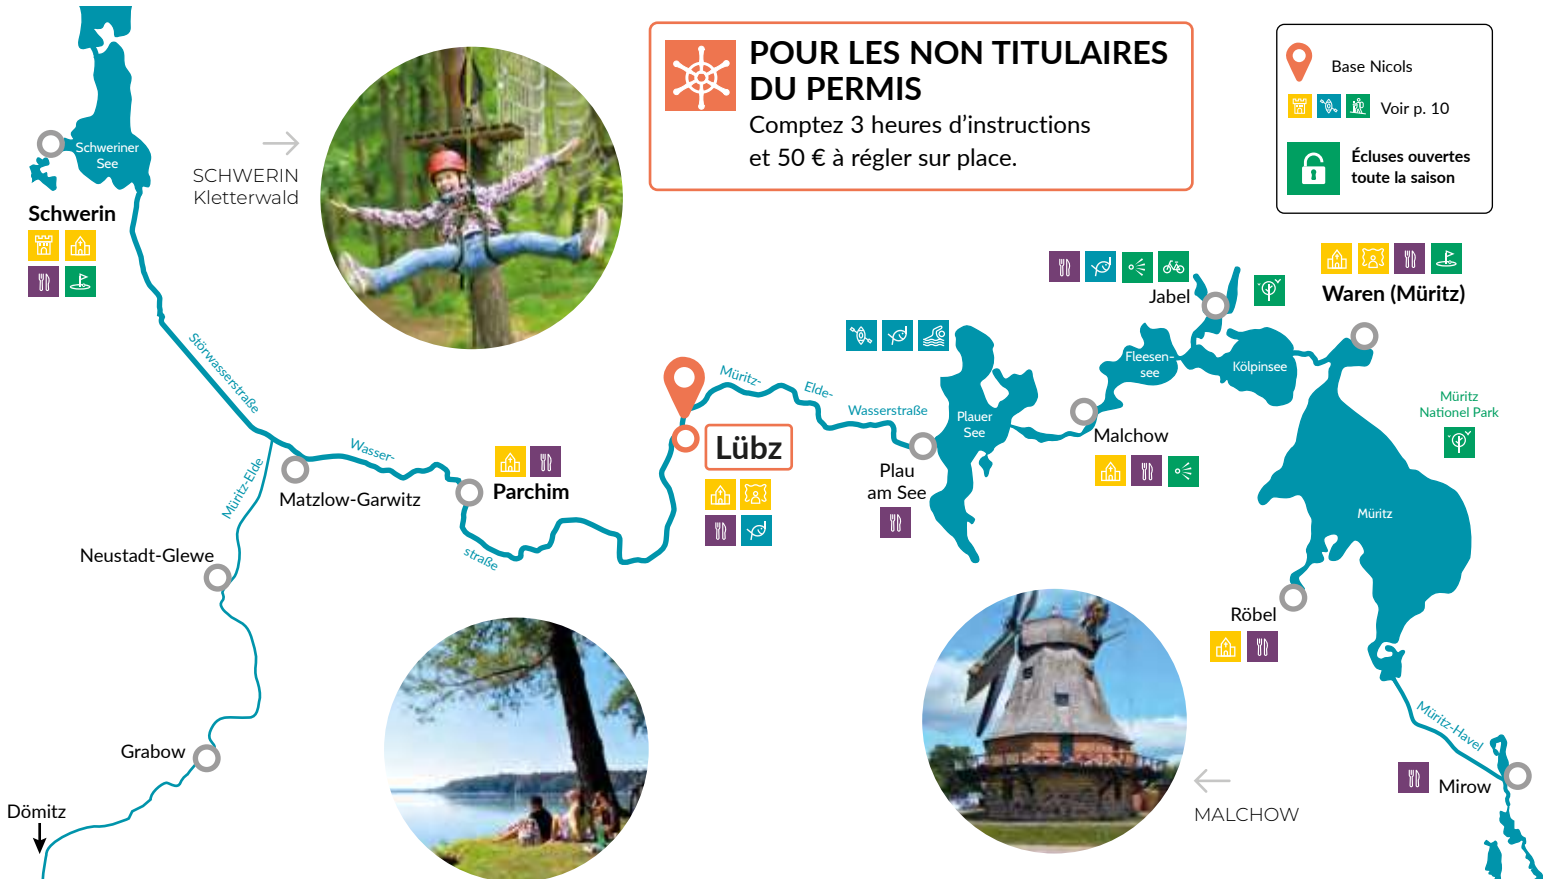 POUR LES NON TITULAIRES
DU PERMIS
Comptez 3 heures d’instructions
et 50 € à régler sur place.
Base Nicols
Voir p. 10
Écluses ouvertes
toute la saison
Schweriner
See
SCHWERIN
Kletterwald
Schwerin
Störwasserstraße
Jabel
Waren (Müritz)
Fleesen-
see
Kölpinsee
Müritz-
Elde-
Wasserstraße
Plauer
See
Müritz
Nationel Park
Lübz
Malchow
Plau
am See
Wasser-
Parchim
Matzlow-Garwitz
Müritz-Elde
straße
Müritz
Neustadt-Glewe
Röbel
Grabow
Müritz-Havel
Mirow
Dömitz
MALCHOW